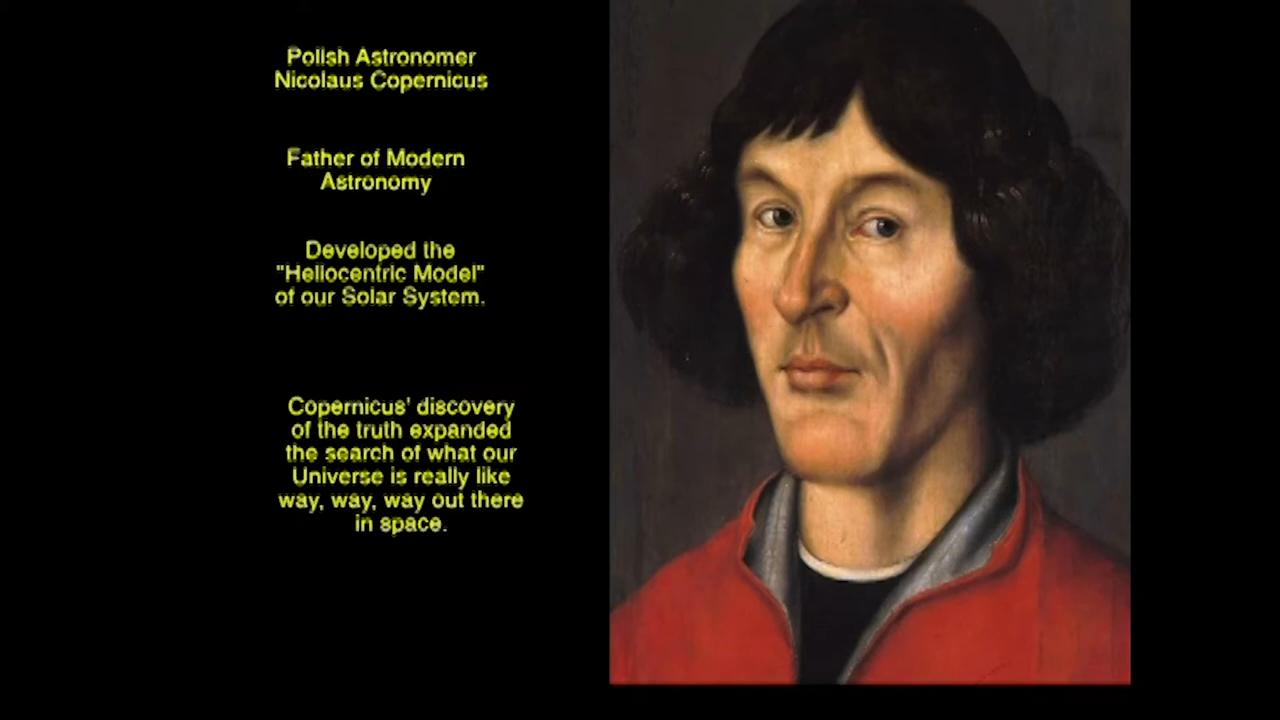 Polish Astronomer
Nicolaus Copernicus
Father of Modern
Astronomy
Developed the
"Heliocentric Model"
of our Solar System.
Copernicus' discovery
of the truth expanded
the search of what our
Universe is really like
way, way, way out there
in space.